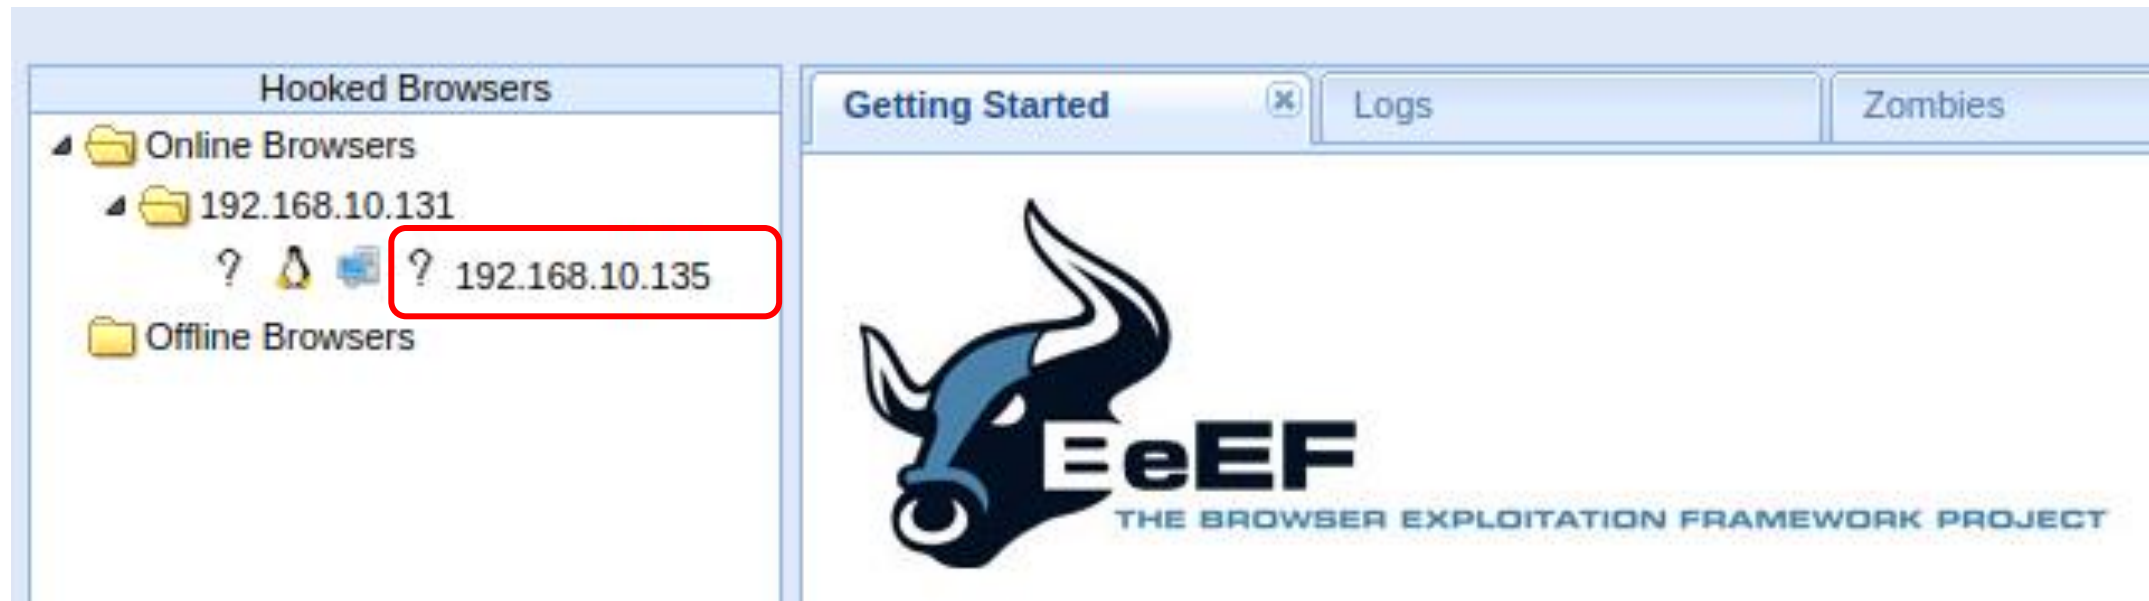 Hooked Browsers
Online Browsers
192.168.10.131
? ? 192.168.10.135
Offline Browsers
Getting Started
Logs
Zombies
BeEF
THE BROWSER EXPLOITATION FRAMEWORK PROJECT